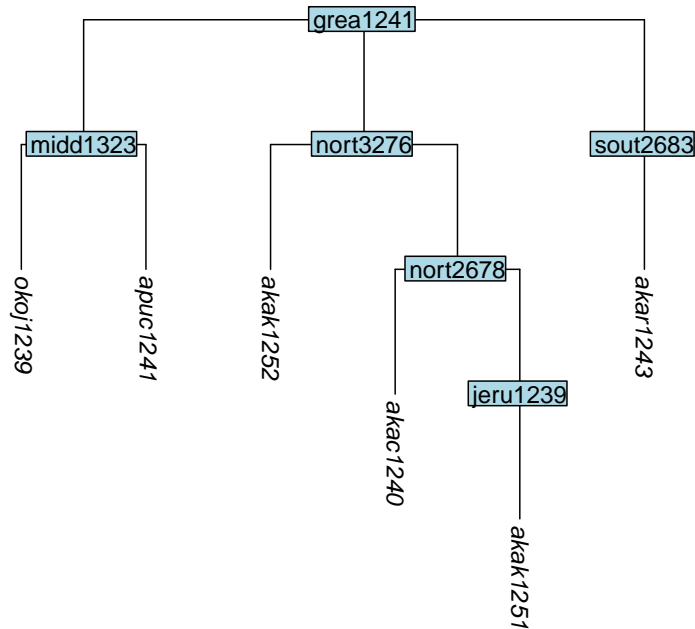 grea1241
midd1323
nort3276
sout2683
nort2678
okoj1239
apuc1241
akak1252
akar1243
jeru1239
akac1240
akak1251